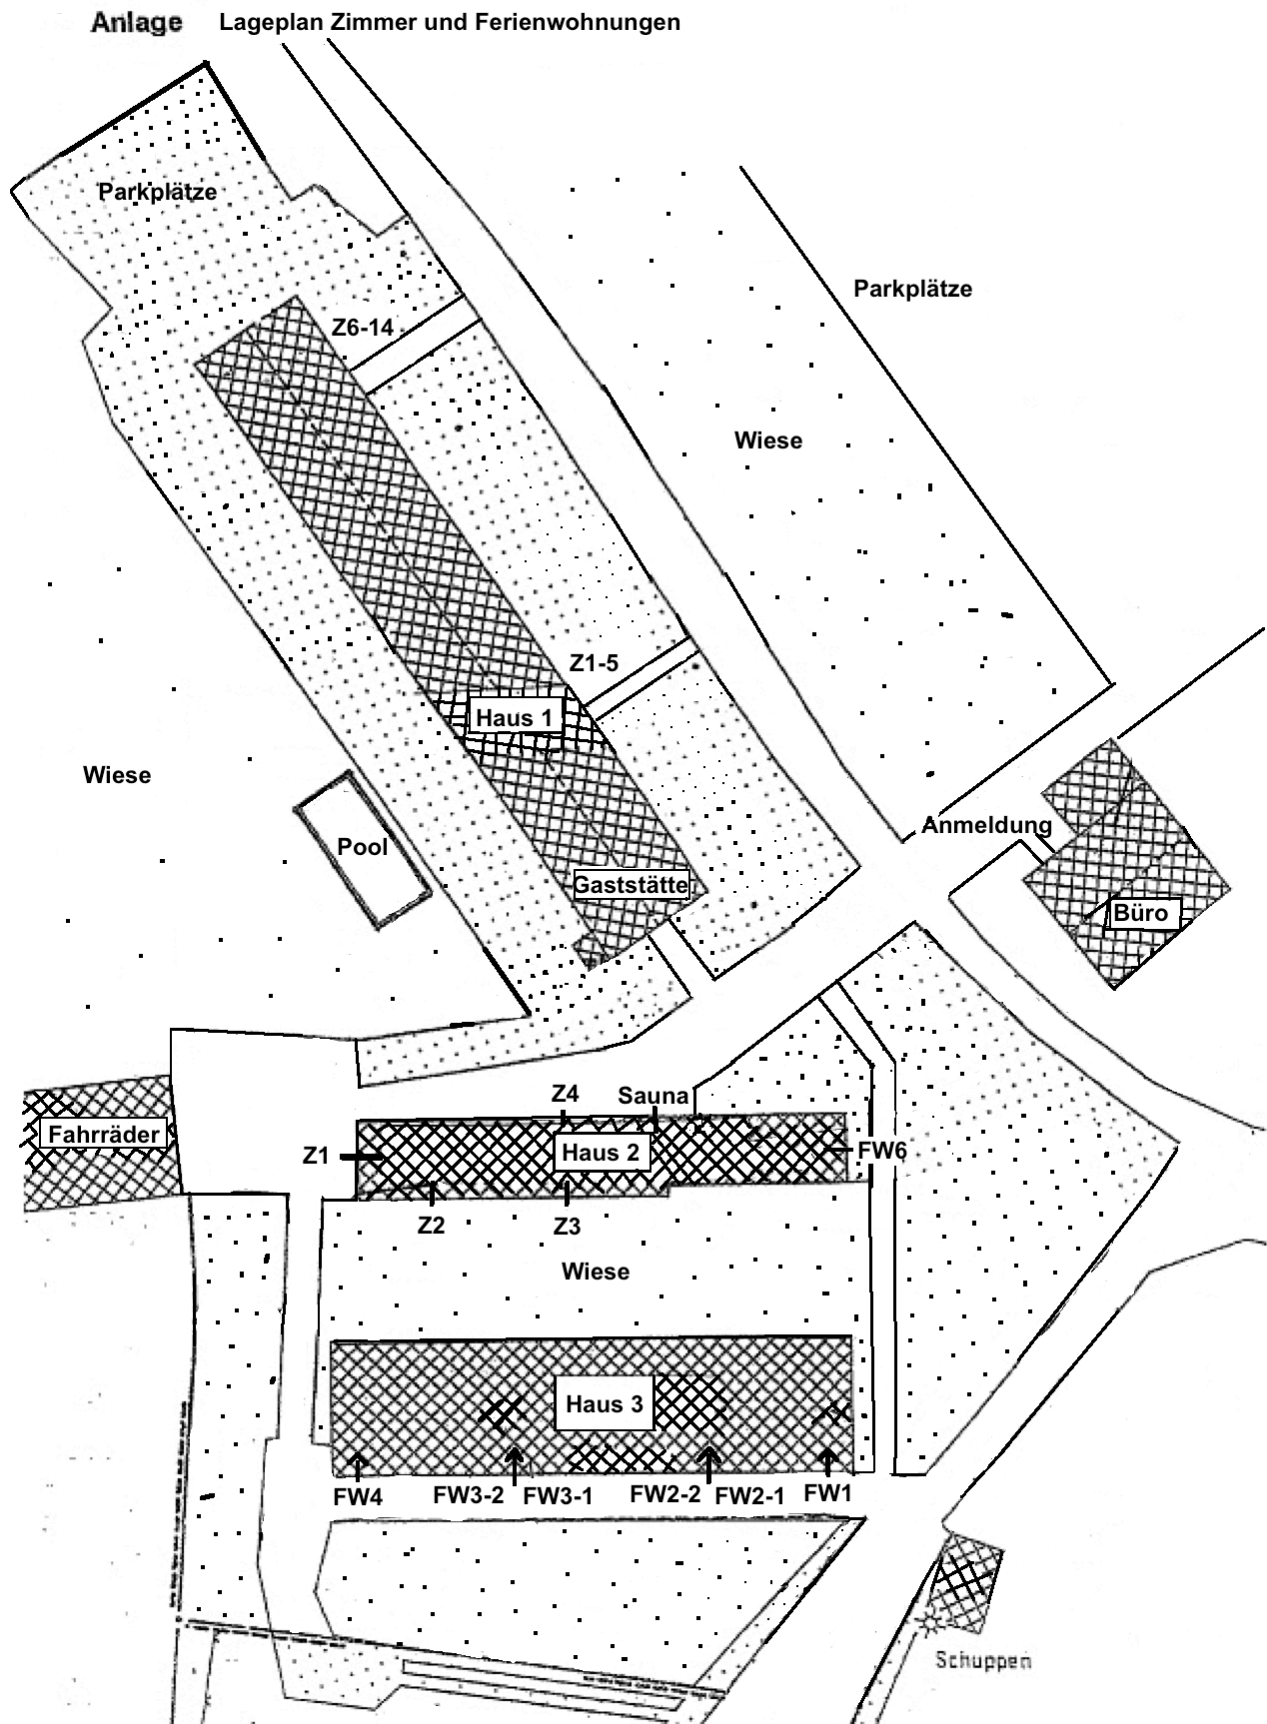 Anlage Lageplan Zimmer und Ferienwohnungen
Parkplätze
Parkplätze
Z6-14
Wiese
Z1-5
Haus 1
Wiese
Pool
Anmeldung
Gaststätte
Büro
Z4
Sauna
Fahrräder
Z1
Haus 2
FW6
Z2
Z3
Wiese
Haus 3
FW4
FW3-2
FW3-1
FW2-2
FW2-1
FW1
Schuppen